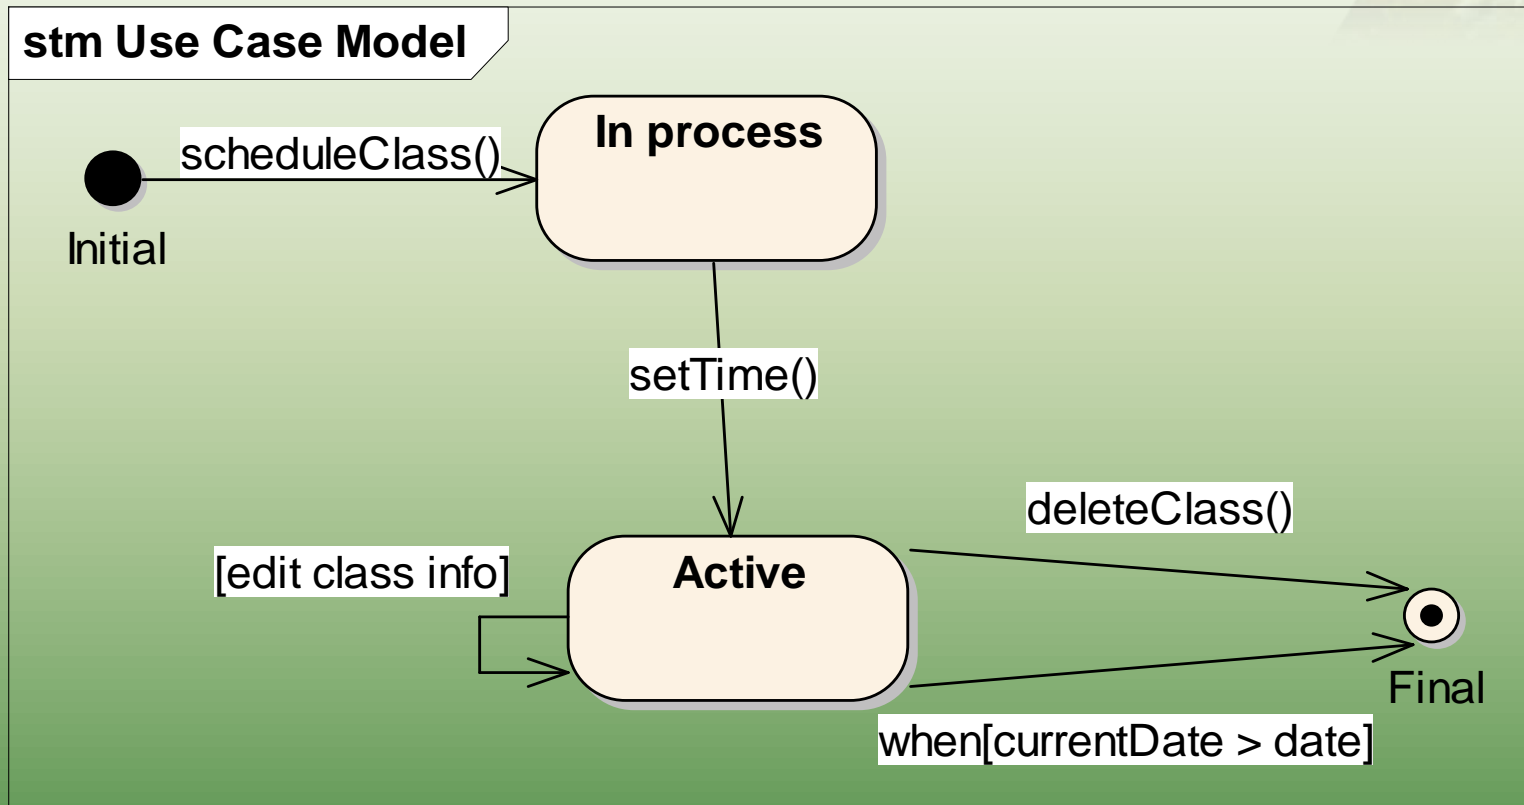 stm Use Case Model
In process
scheduleClass()
Initial
setTime()
deleteClass()
[edit class info]
Active
Final
when[currentDate > date]